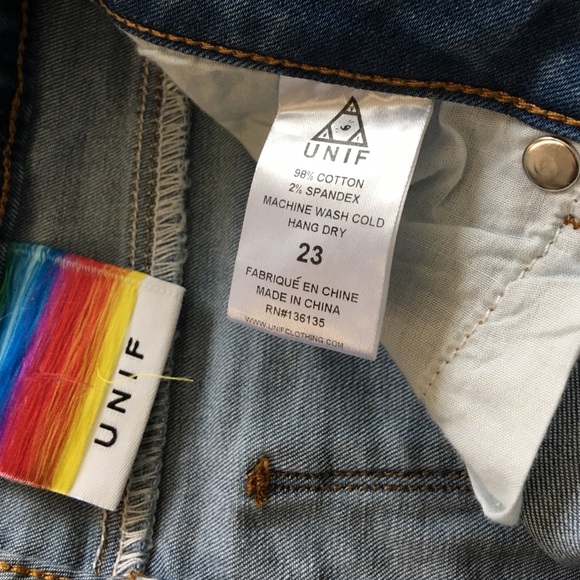 UNIF
98% COTTON
2% SPANDEX
MACHINE WASH COLD
HANG DRY
23
FABRIQUÉ EN CHINE
MADE IN CHINA
RN#136135
WWW.UNIFCLOTHING.COM
UNIF